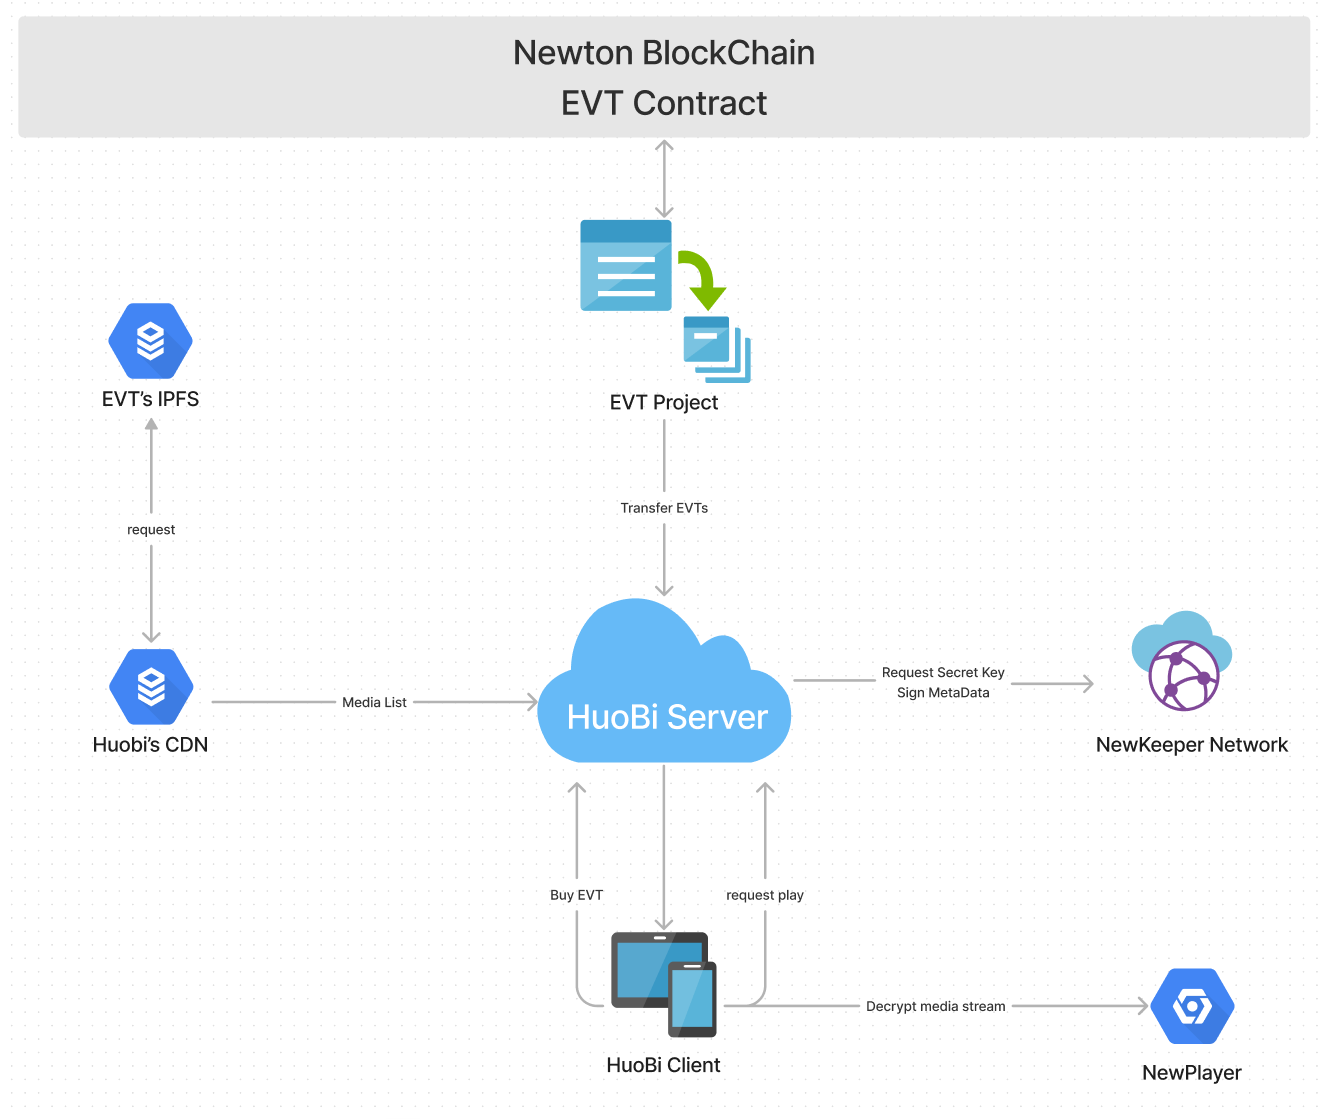 Newton BlockChain
EVT Contract
EVT’s IPFS
EVT Project
Transfer EVTs
request
Request Secret Key
Sign MetaData
Media List
HuoBi Server
Huobi’s CDN
NewKeeper Network
Buy EVT
request play
Decrypt media stream
HuoBi Client
NewPlayer